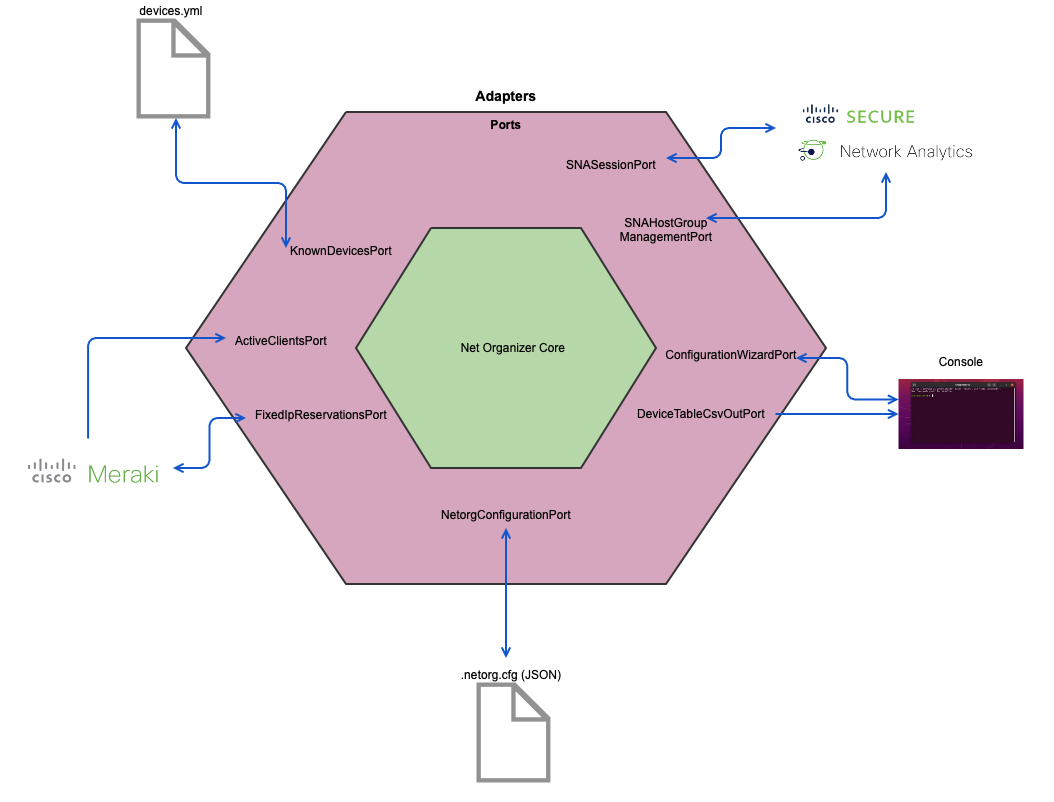 devices.yml
Adapters
Ports
CISCO SECURE
Network Analytics
SNASessionPort
SNAHostGroup
ManagementPort
KnownDevicesPort
ActiveClientsPort
Net Organizer Core
ConfigurationWizardPort
Console
FixedIpReservationsPort
DeviceTableCsvOutPort
CISCO Meraki
NetorgConfigurationPort
.netorg.cfg (JSON)